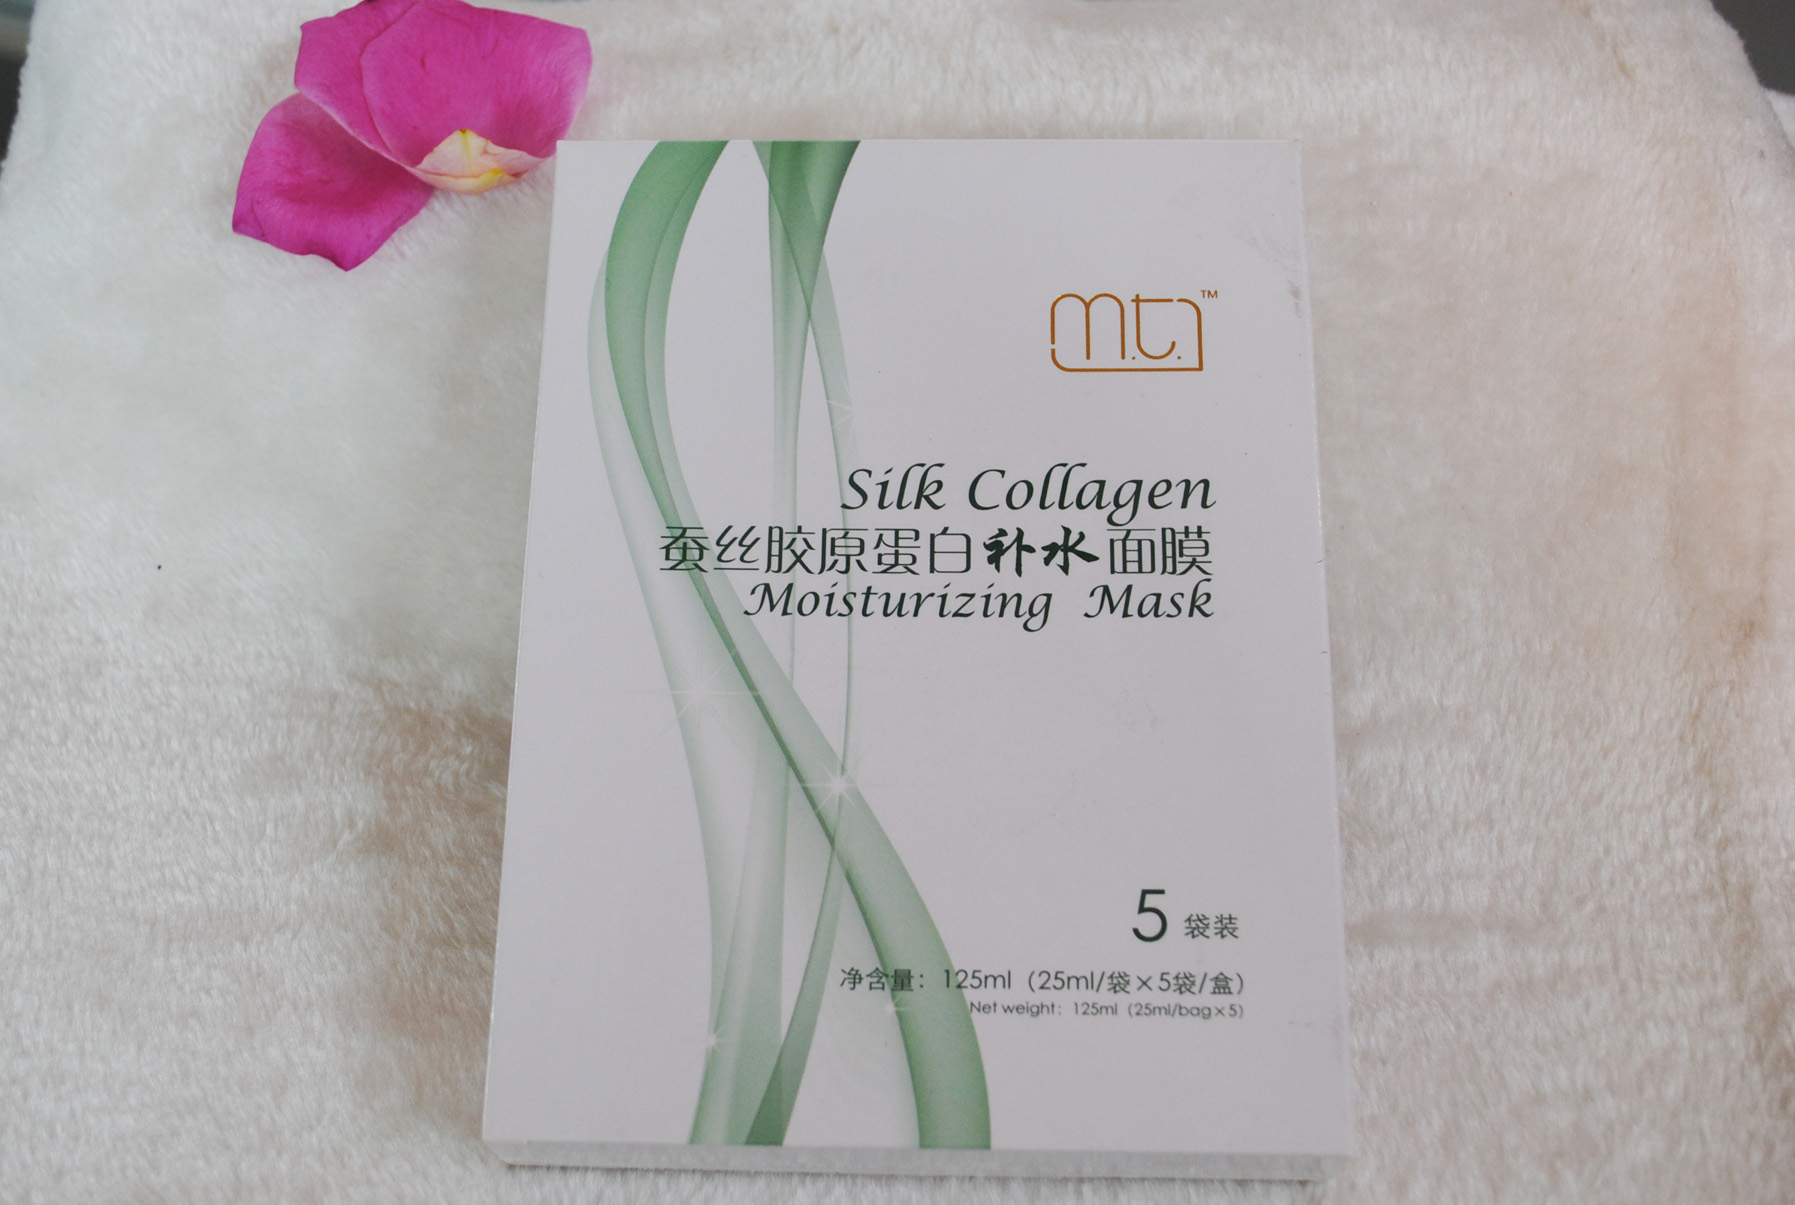 m.t. TM
Silk Collagen
蚕丝胶原蛋白补水面膜
Moisturizing Mask
5 袋装
净含量：125ml（25ml/袋×5袋/盒）
Net weight：125ml（25ml/bag×5）